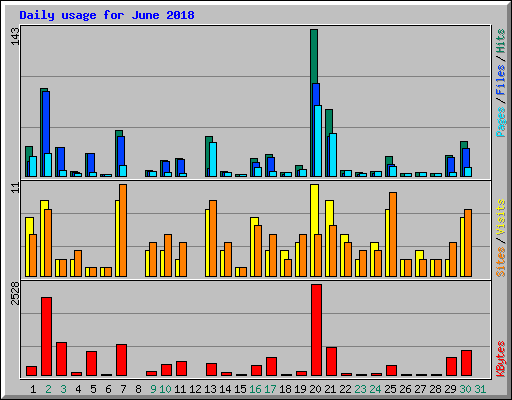 Daily usage for June 2018
143
Pages / Files / Hits
11
Sites / Visits
2528
KBytes
1 2 3 4 5 6 7 8 9 10 11 12 13 14 15 16 17 18 19 20 21 22 23 24 25 26 27 28 29 30 31